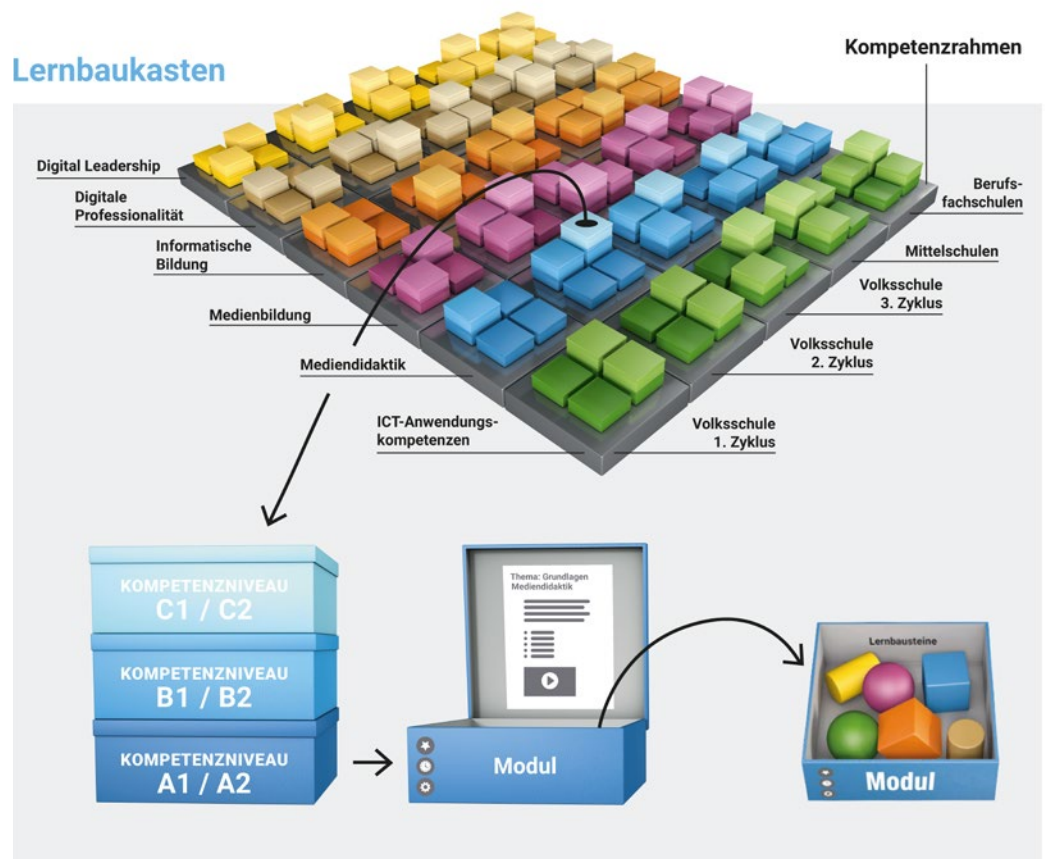 Lernbaukasten
Kompetenzrahmen
Digital Leadership
Digitale
Professionalität
Informatische
Bildung
Medienbildung
Mediendidaktik
ICT-Anwendungs-
kompetenzen
Berufs-
fachschulen
Mittelschulen
Volksschule
3. Zyklus
Volksschule
2. Zyklus
Volksschule
1. Zyklus
KOMPETENZNIVEAU
C1 / C2
KOMPETENZNIVEAU
B1 / B2
KOMPETENZNIVEAU
A1 / A2
Thema: Grundlagen
Mediendidaktik
Modul
Lernbausteine
Modul